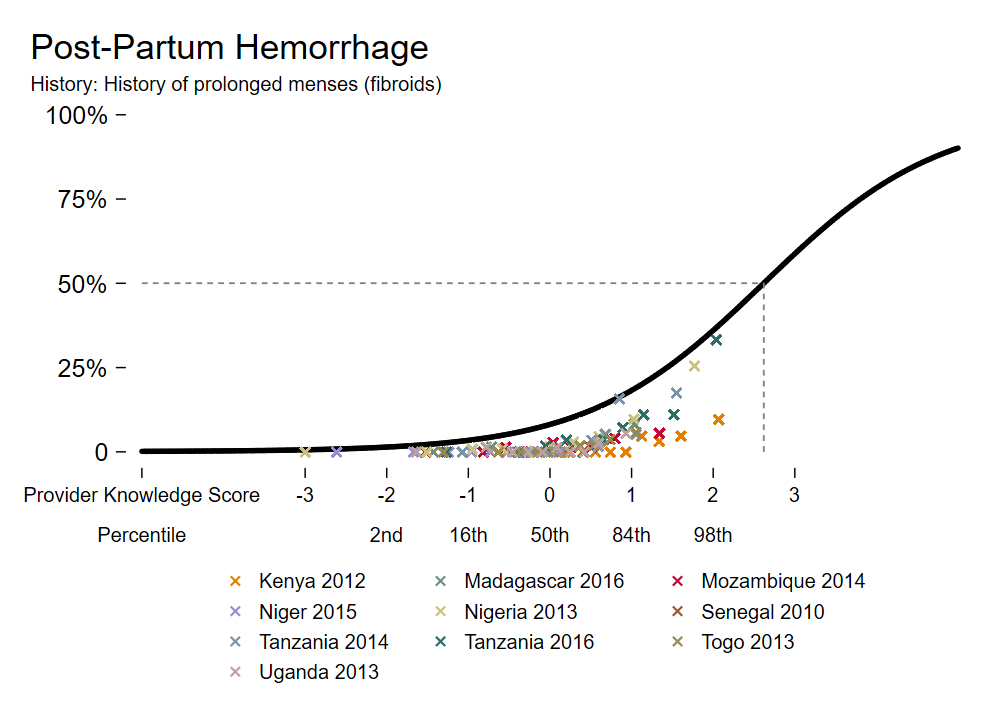 Post-Partum Hemorrhage
History: History of prolonged menses (fibroids)
100%
75%
50%
25%
0
Provider Knowledge Score -3 -2 -1 0 1 2 3
Percentile 2nd 16th 50th 84th 98th
Kenya 2012 Madagascar 2016 Mozambique 2014
Niger 2015 Nigeria 2013 Senegal 2010
Tanzania 2014 Tanzania 2016 Togo 2013
Uganda 2013